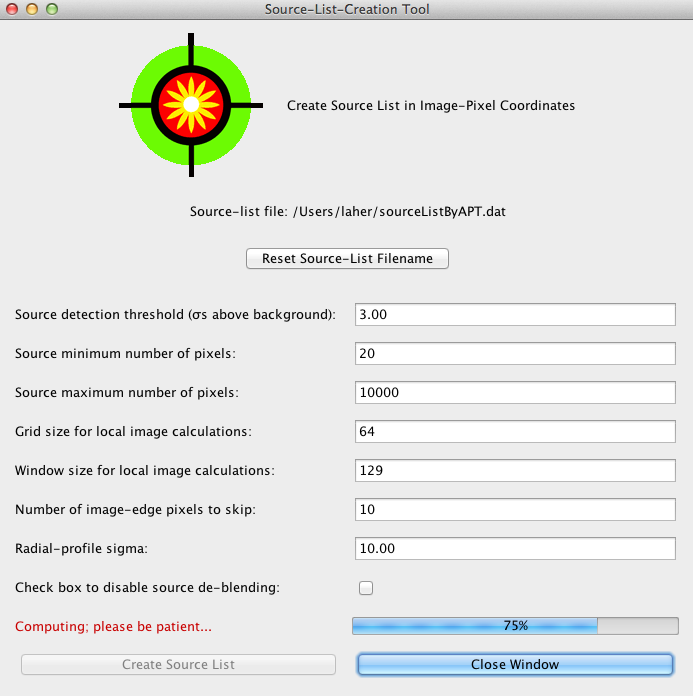 Source-List-Creation Tool
Create Source List in Image-Pixel Coordinates
Source-list file: /Users/laher/sourceListByAPT.dat
Reset Source-List Filename
Source detection threshold (σs above background): 3.00
Source minimum number of pixels: 20
Source maximum number of pixels: 10000
Grid size for local image calculations: 64
Window size for local image calculations: 129
Number of image-edge pixels to skip: 10
Radial-profile sigma: 10.00
Check box to disable source de-blending:
Computing; please be patient... 75%
Create Source List Close Window